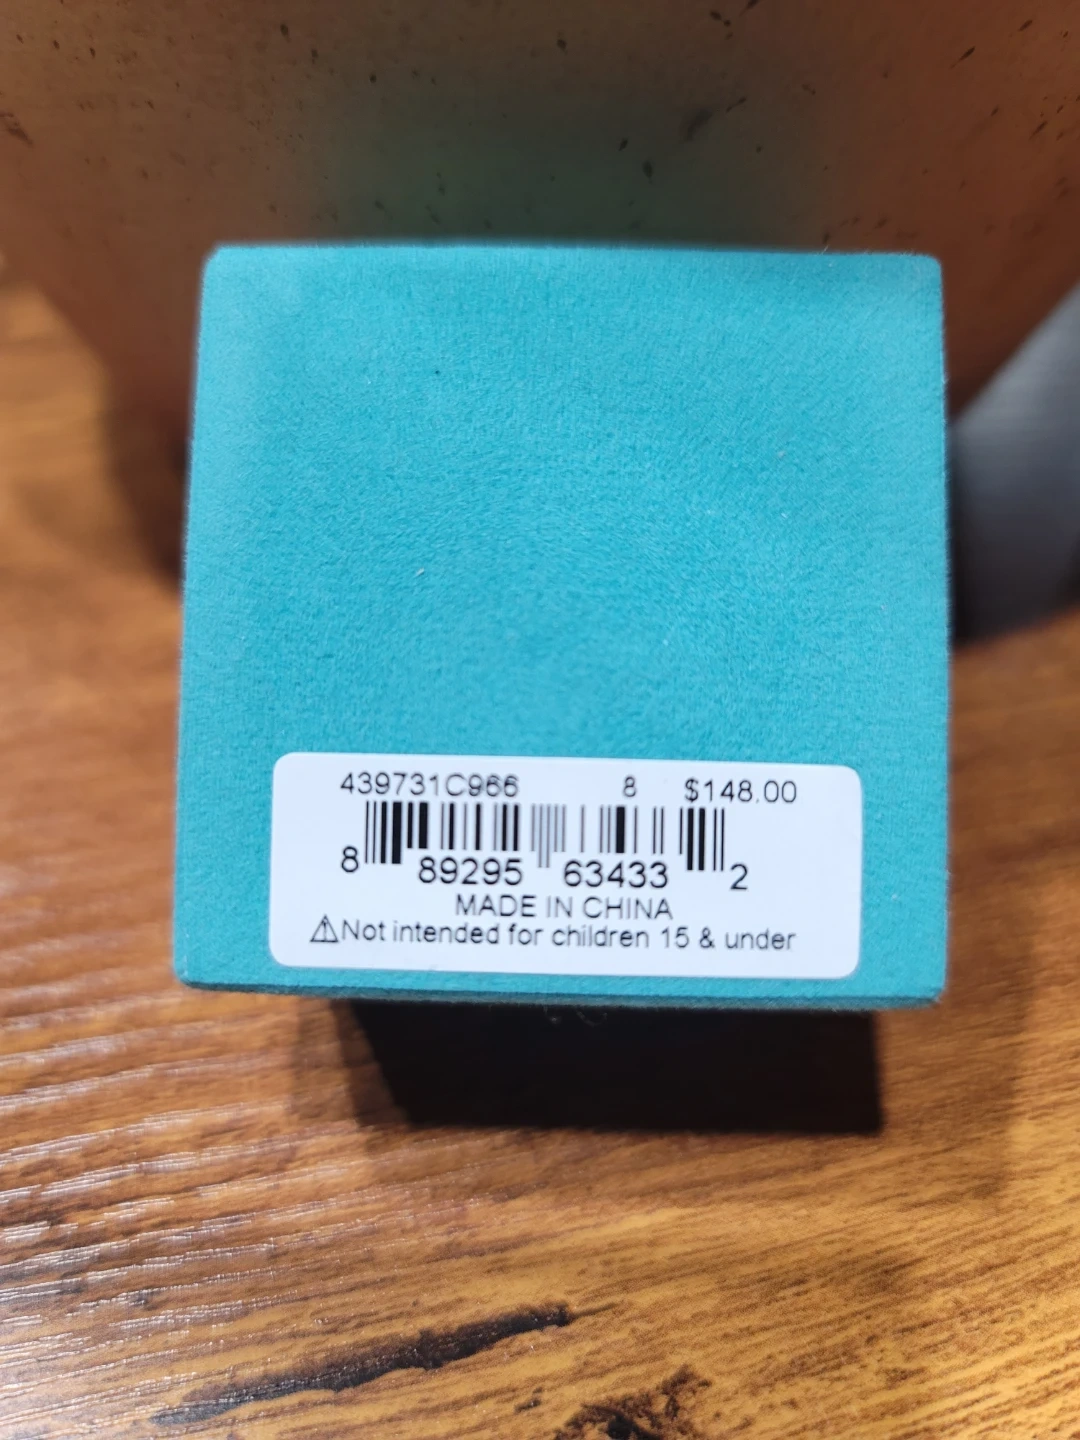 439731C966 8 $148.00
8 89295 63433 2
MADE IN CHINA
⚠Not intended for children 15 & under